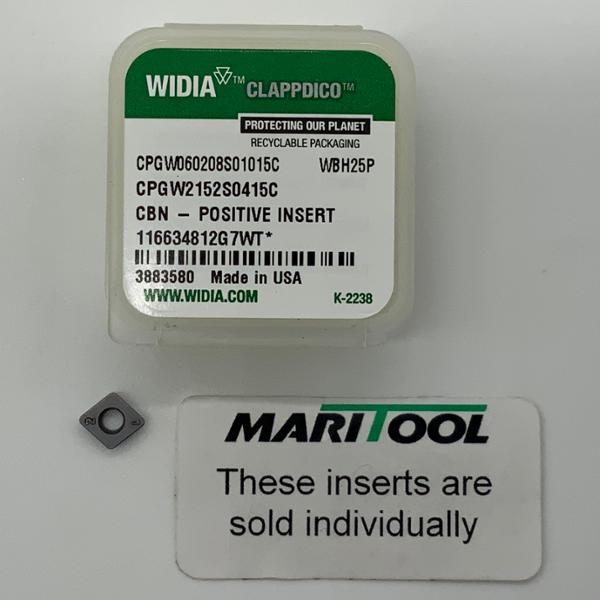 WIDIA™ CLAPPDICO™
PROTECTING OUR PLANET
RECYCLABLE PACKAGING
CPGW060208S01015C WBH25P
CPGW2152S0415C
CBN – POSITIVE INSERT
116634812G7WT*
3883580 Made in USA
WWW.WIDIA.COM K-2238
MARITOOL
These inserts are
sold individually